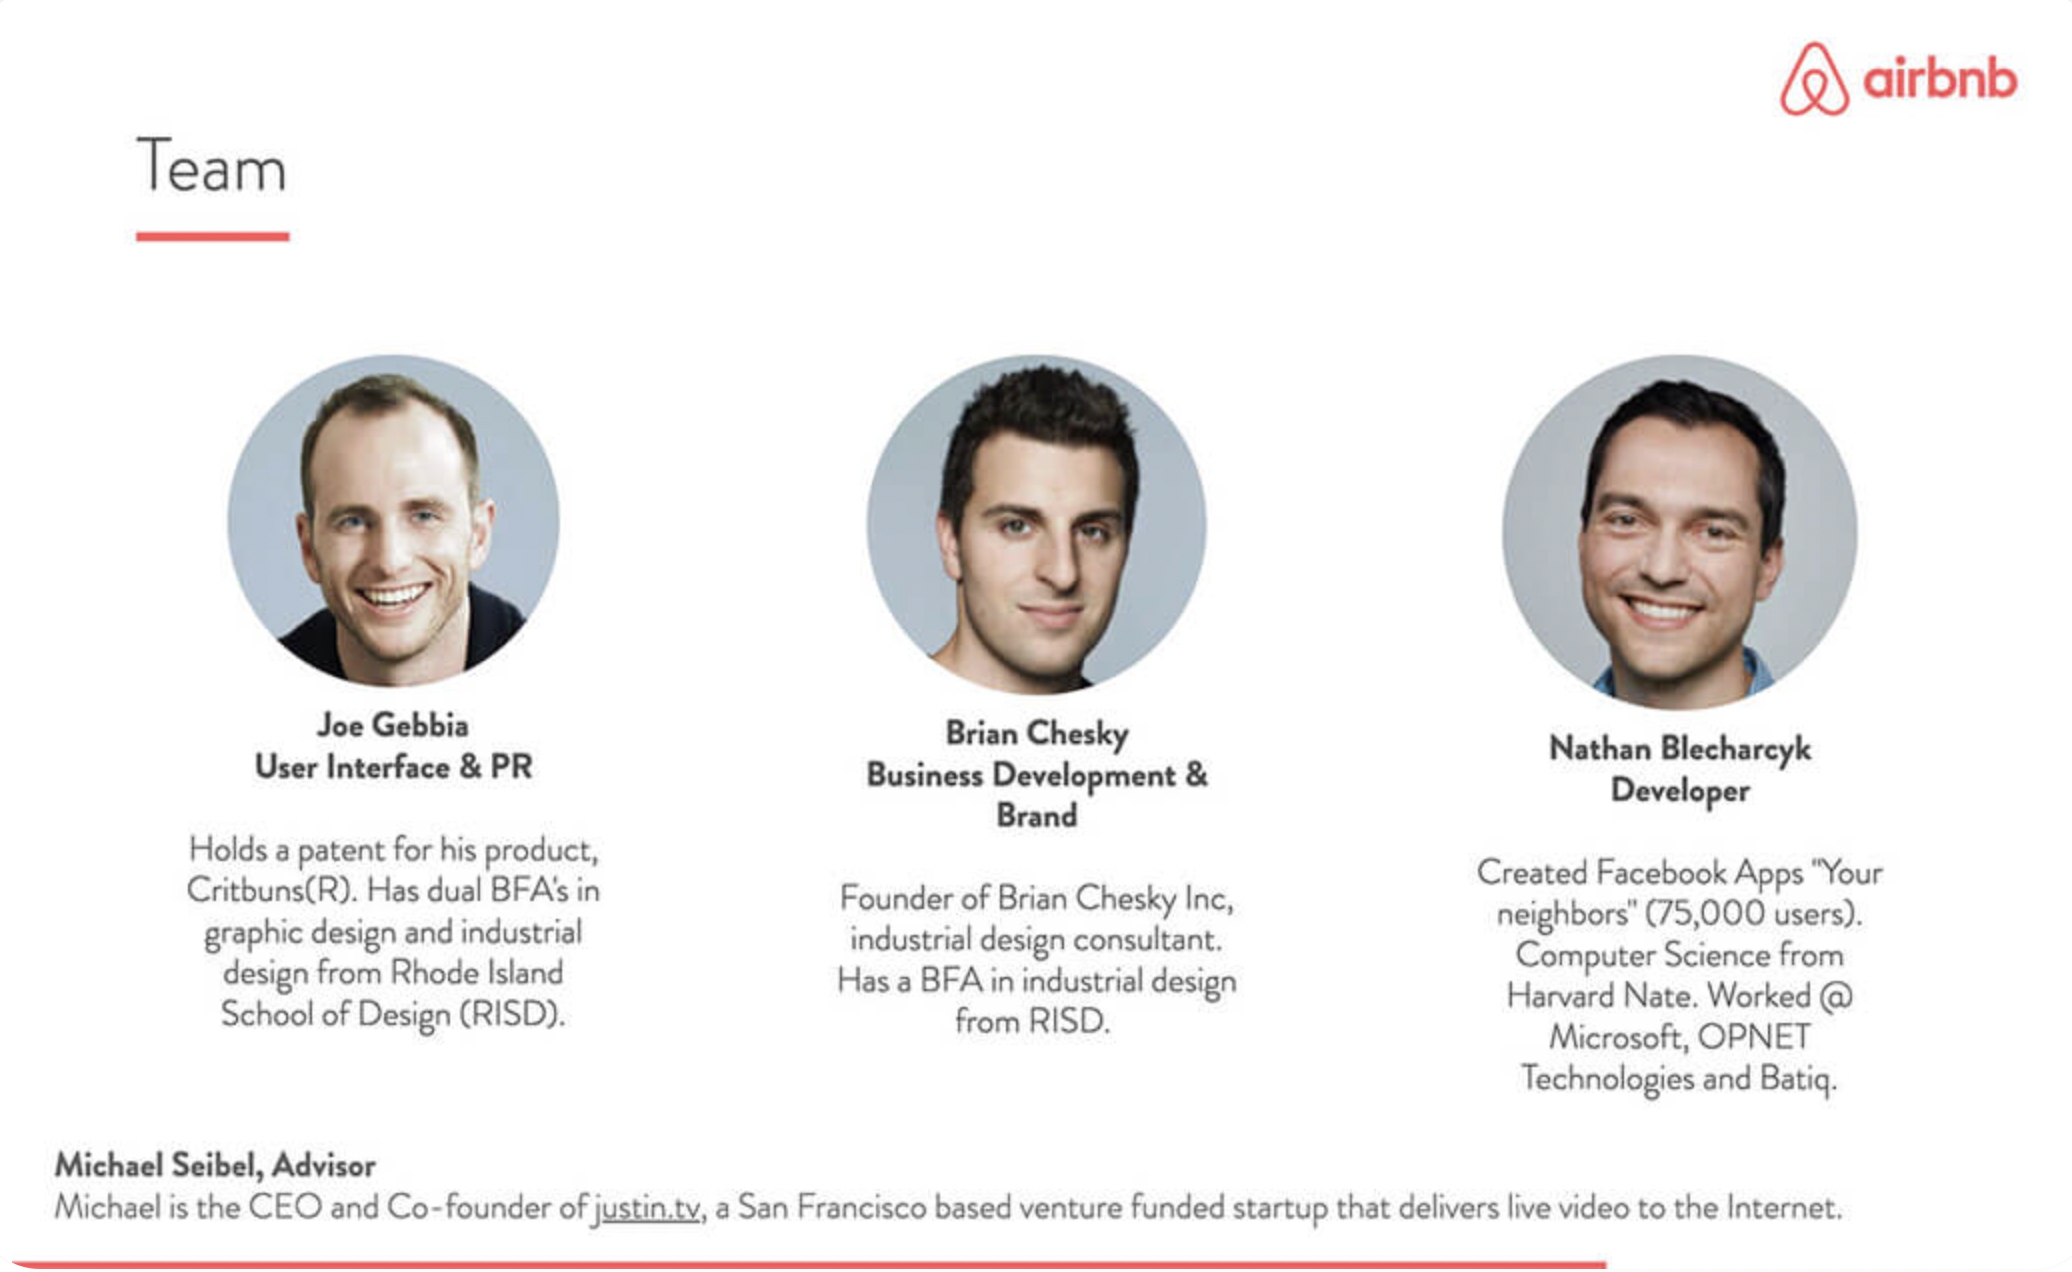 airbnb
Team
Joe Gebbia
User Interface & PR
Holds a patent for his product,
Critbuns(R). Has dual BFA's in
graphic design and industrial
design from Rhode Island
School of Design (RISD).
Brian Chesky
Business Development &
Brand
Founder of Brian Chesky Inc,
industrial design consultant.
Has a BFA in industrial design
from RISD.
Nathan Blecharcyk
Developer
Created Facebook Apps "Your
neighbors" (75,000 users).
Computer Science from
Harvard Nate. Worked @
Microsoft, OPNET
Technologies and Batiq.
Michael Seibel, Advisor
Michael is the CEO and Co-founder of justin.tv, a San Francisco based venture funded startup that delivers live video to the Internet.